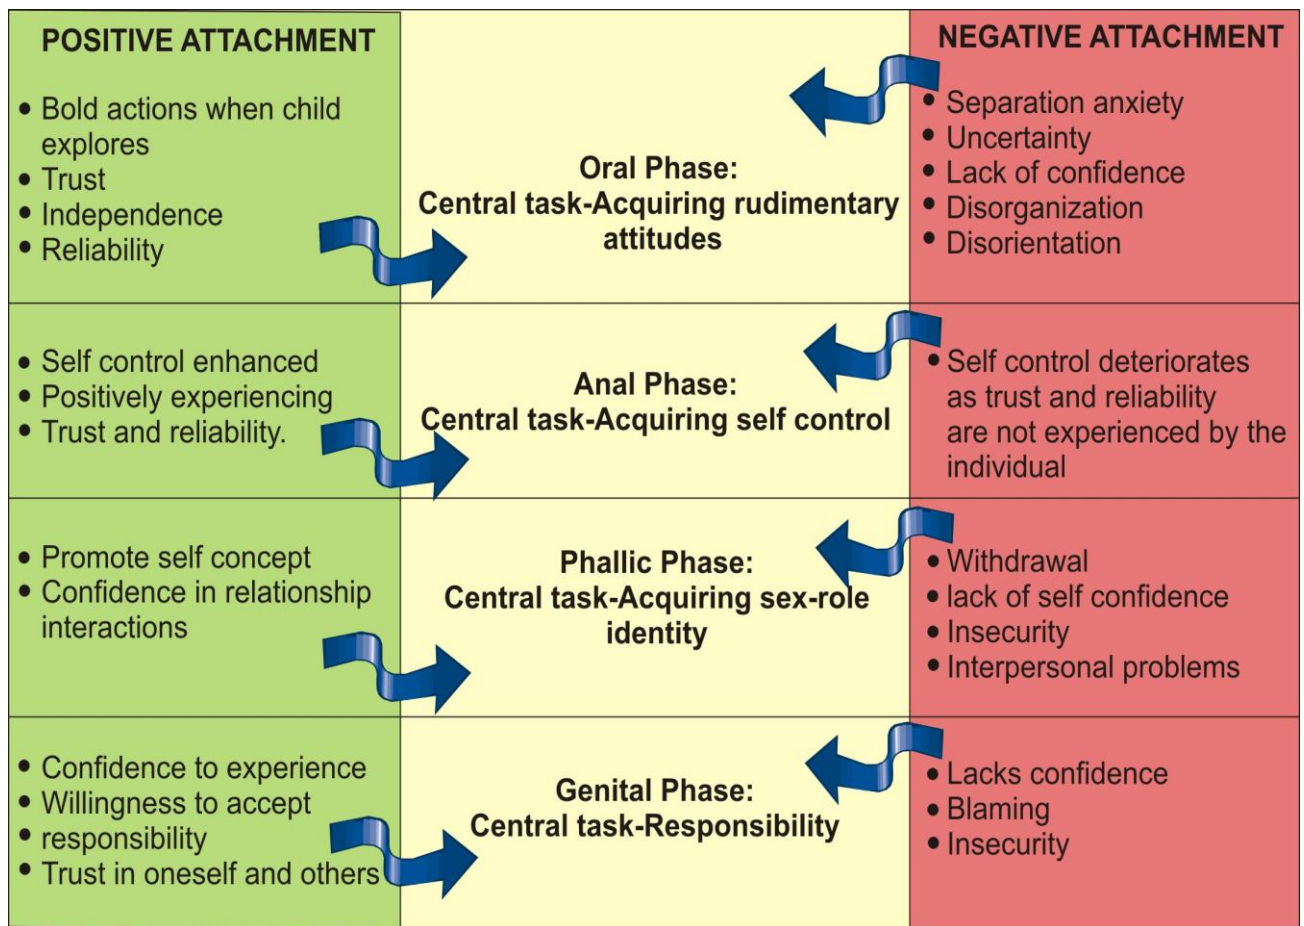 POSITIVE ATTACHMENT
• Bold actions when child
explores
• Trust
• Independence
• Reliability
Oral Phase:
Central task-Acquiring rudimentary
attitudes
NEGATIVE ATTACHMENT
• Separation anxiety
• Uncertainty
• Lack of confidence
• Disorganization
• Disorientation
• Self control enhanced
• Positively experiencing
• Trust and reliability.
Anal Phase:
Central task-Acquiring self control
• Self control deteriorates
as trust and reliability
are not experienced by the
individual
• Promote self concept
• Confidence in relationship
interactions
Phallic Phase:
Central task-Acquiring sex-role
identity
• Withdrawal
• lack of self confidence
• Insecurity
• Interpersonal problems
• Confidence to experience
• Willingness to accept
• responsibility
• Trust in oneself and others
Genital Phase:
Central task-Responsibility
• Lacks confidence
• Blaming
• Insecurity